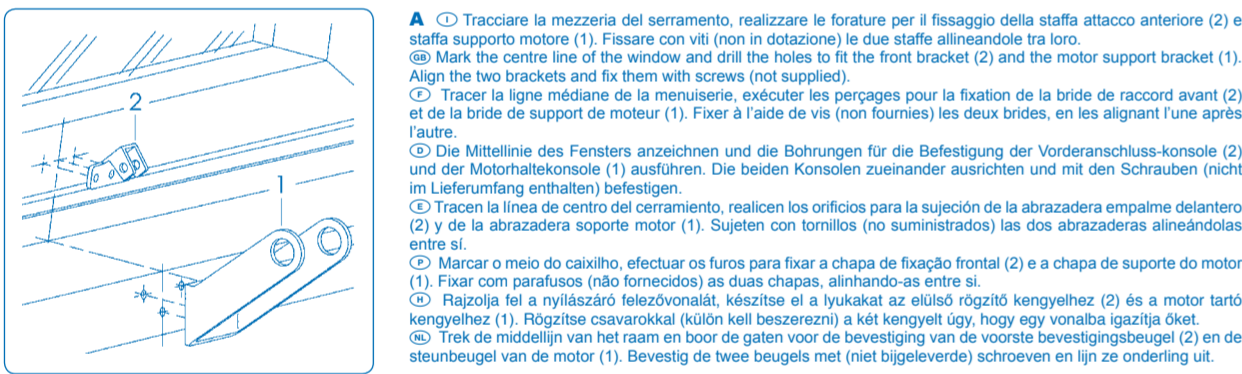 2
1
A I Tracciare la mezzeria del serramento, realizzare le forature per il fissaggio della staffa attacco anteriore (2) e
staffa supporto motore (1). Fissare con viti (non in dotazione) le due staffe allineandole tra loro.
GB Mark the centre line of the window and drill the holes to fit the front bracket (2) and the motor support bracket (1).
Align the two brackets and fix them with screws (not supplied).
F Tracer la ligne médiane de la menuiserie, exécuter les perçages pour la fixation de la bride de raccord avant (2)
et de la bride de support de moteur (1). Fixer à l'aide de vis (non fournies) les deux brides, en les alignant l'une après
l'autre.
D Die Mittellinie des Fensters anzeichnen und die Bohrungen für die Befestigung der Vorderanschluss-konsole (2)
und der Motorhaltekonsole (1) ausführen. Die beiden Konsolen zueinander ausrichten und mit den Schrauben (nicht
im Lieferumfang enthalten) befestigen.
E Tracen la línea de centro del cerramiento, realicen los orificios para la sujeción de la abrazadera empalme delantero
(2) y de la abrazadera soporte motor (1). Sujeten con tornillos (no suministrados) las dos abrazaderas alineándolas
entre sí.
P Marcar o meio do caixilho, efectuar os furos para fixar a chapa de fixação frontal (2) e a chapa de suporte do motor
(1). Fixar com parafusos (não fornecidos) as duas chapas, alinhando-as entre si.
H Rajzolja fel a nyílászáró felezővonalát, készítse el a lyukakat az elülső rögzítő kengyelhez (2) és a motor tartó
kengyelhez (1). Rögzítse csavarokkal (külön kell beszerezni) a két kengyelt úgy, hogy egy vonalba igazítja őket.
NL Trek de middellijn van het raam en boor de gaten voor de bevestiging van de voorste bevestigingsbeugel (2) en de
steunbeugel van de motor (1). Bevestig de twee beugels met (niet bijgeleverde) schroeven en lijn ze onderling uit.